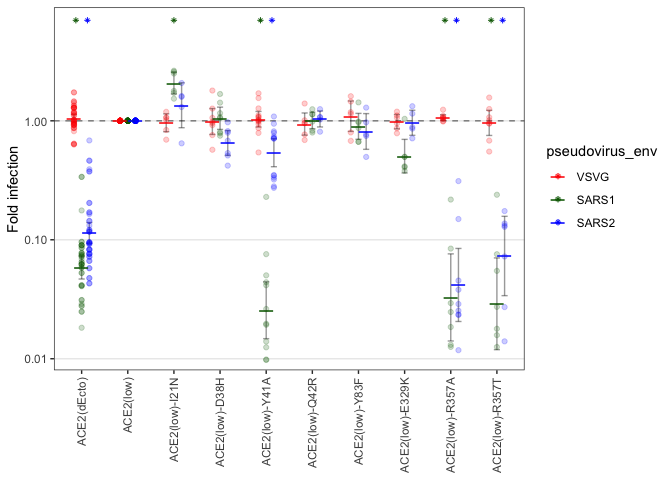 Fold infection
1.00
0.10
0.01
ACE2(dEcto)
ACE2(low)
ACE2(low)-I21N
ACE2(low)-D38H
ACE2(low)-Y41A
ACE2(low)-Q42R
ACE2(low)-Y83F
ACE2(low)-E329K
ACE2(low)-R357A
ACE2(low)-R357T
pseudovirus_env
VSVG
SARS1
SARS2